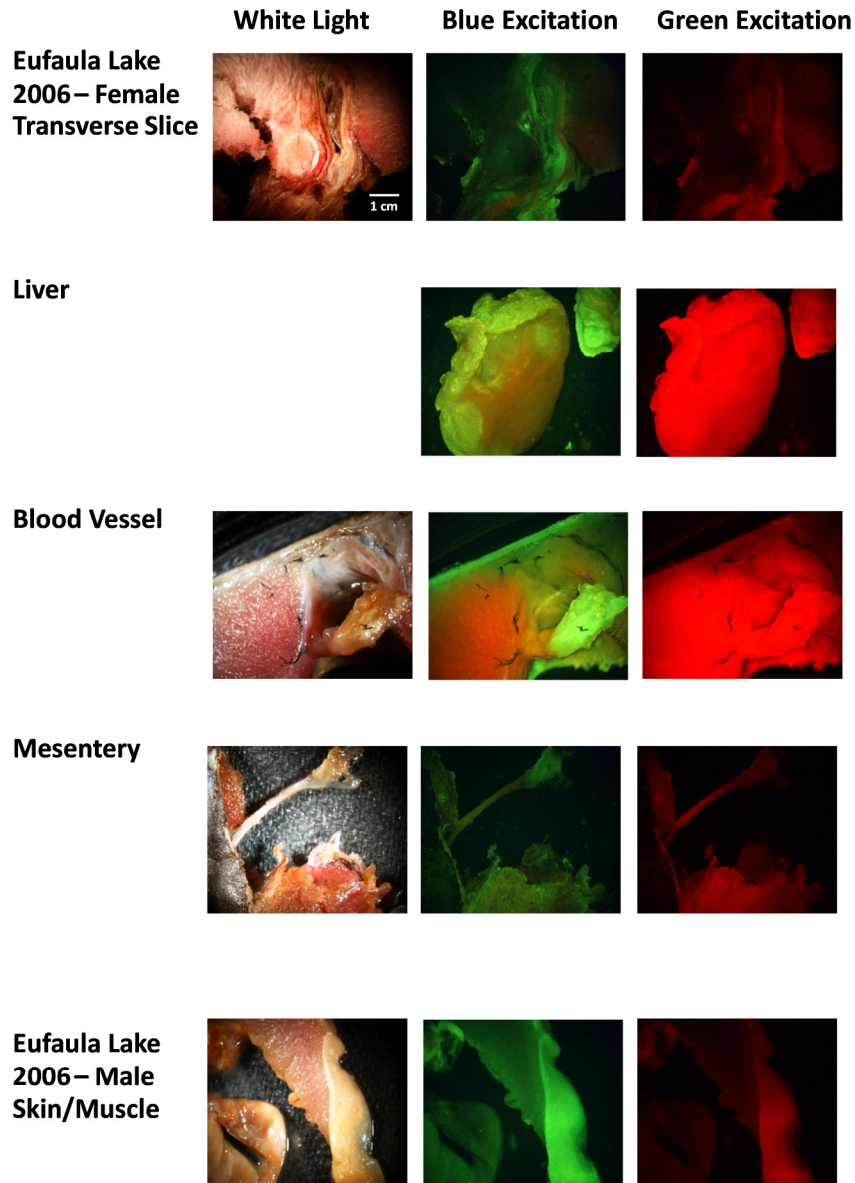 White Light Blue Excitation Green Excitation
Eufaula Lake
2006 – Female
Transverse Slice
1 cm
Liver
Blood Vessel
Mesentery
Eufaula Lake
2006 – Male
Skin/Muscle